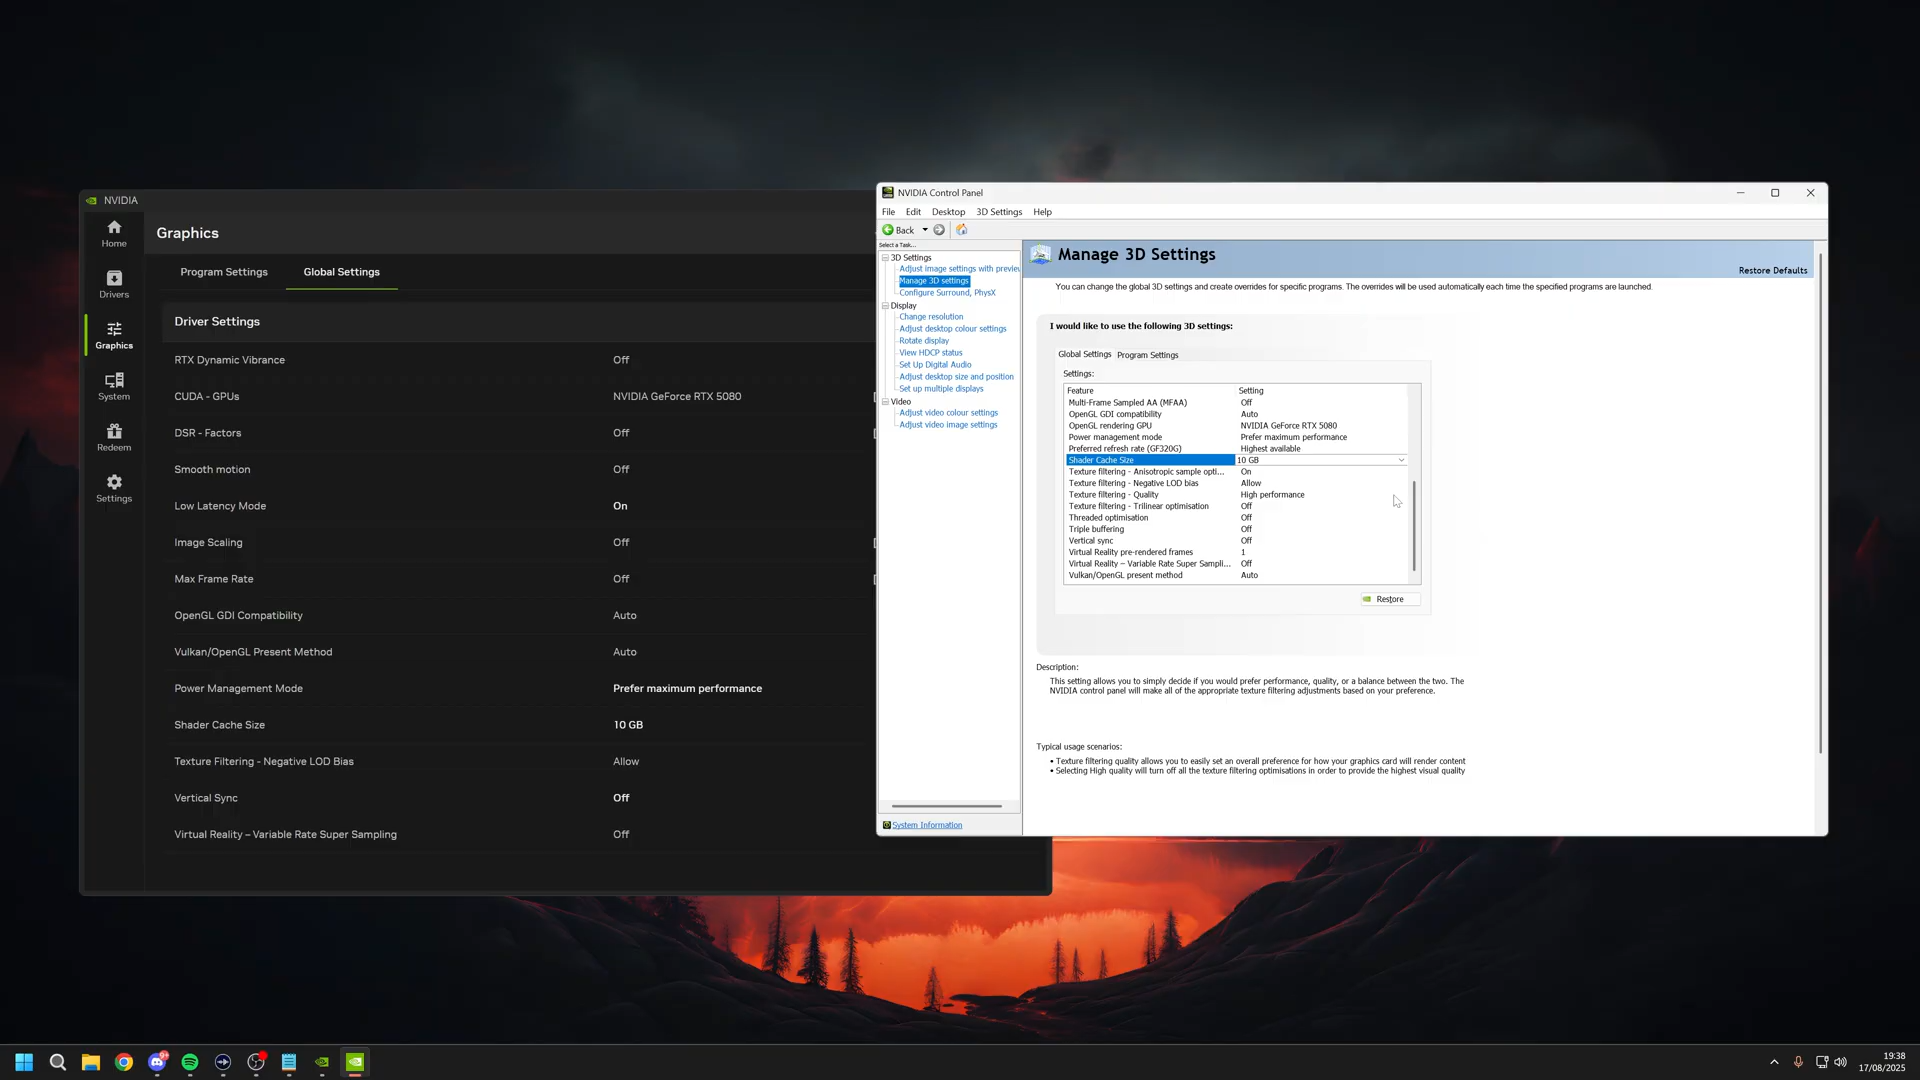 NVIDIA
Home
Drivers
Graphics
System
Redeem
Settings
Graphics
Program Settings
Global Settings
Driver Settings
RTX Dynamic Vibrance
Off
CUDA - GPUs
NVIDIA GeForce RTX 5080
DSR - Factors
Off
Smooth motion
Off
Low Latency Mode
On
Image Scaling
Off
Max Frame Rate
Off
OpenGL GDI Compatibility
Auto
Vulkan/OpenGL Present Method
Auto
Power Management Mode
Prefer maximum performance
Shader Cache Size
10 GB
Texture Filtering - Negative LOD Bias
Allow
Vertical Sync
Off
Virtual Reality – Variable Rate Super Sampling
Off
NVIDIA Control Panel
File Edit Desktop 3D Settings Help
Back
Select a Task...
3D Settings
Adjust image settings with preview
Manage 3D settings
Configure Surround, PhysX
Display
Change resolution
Adjust desktop colour settings
Rotate display
View HDCP status
Set Up Digital Audio
Adjust desktop size and position
Set up multiple displays
Video
Adjust video colour settings
Adjust video image settings
System Information
Manage 3D Settings
Restore Defaults
You can change the global 3D settings and create overrides for specific programs. The overrides will be used automatically each time the specified programs are launched.
I would like to use the following 3D settings:
Global Settings Program Settings
Settings:
Feature Setting
Multi-Frame Sampled AA (MFAA) Off
OpenGL GDI compatibility Auto
OpenGL rendering GPU NVIDIA GeForce RTX 5080
Power management mode Prefer maximum performance
Preferred refresh rate (GF320G) Highest available
Shader Cache Size 10 GB
Texture filtering - Anisotropic sample opti... On
Texture filtering - Negative LOD bias Allow
Texture filtering - Quality High performance
Texture filtering - Trilinear optimisation Off
Threaded optimisation Off
Triple buffering Off
Vertical sync Off
Virtual Reality pre-rendered frames 1
Virtual Reality – Variable Rate Super Sampli... Off
Vulkan/OpenGL present method Auto
Restore
Description:
This setting allows you to simply decide if you would prefer performance, quality, or a balance between the two. The
NVIDIA control panel will make all of the appropriate texture filtering adjustments based on your preference.
Typical usage scenarios:
• Texture filtering quality allows you to easily set an overall preference for how your graphics card will render content
• Selecting High quality will turn off all the texture filtering optimisations in order to provide the highest visual quality
19:38
17/08/2025